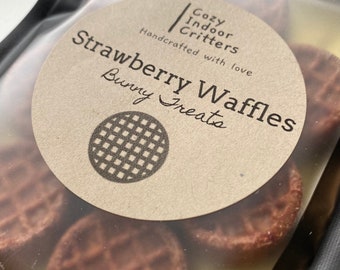 Cozy
Indoor
Critters
Handcrafted with love
Strawberry Waffles
Bunny Treats